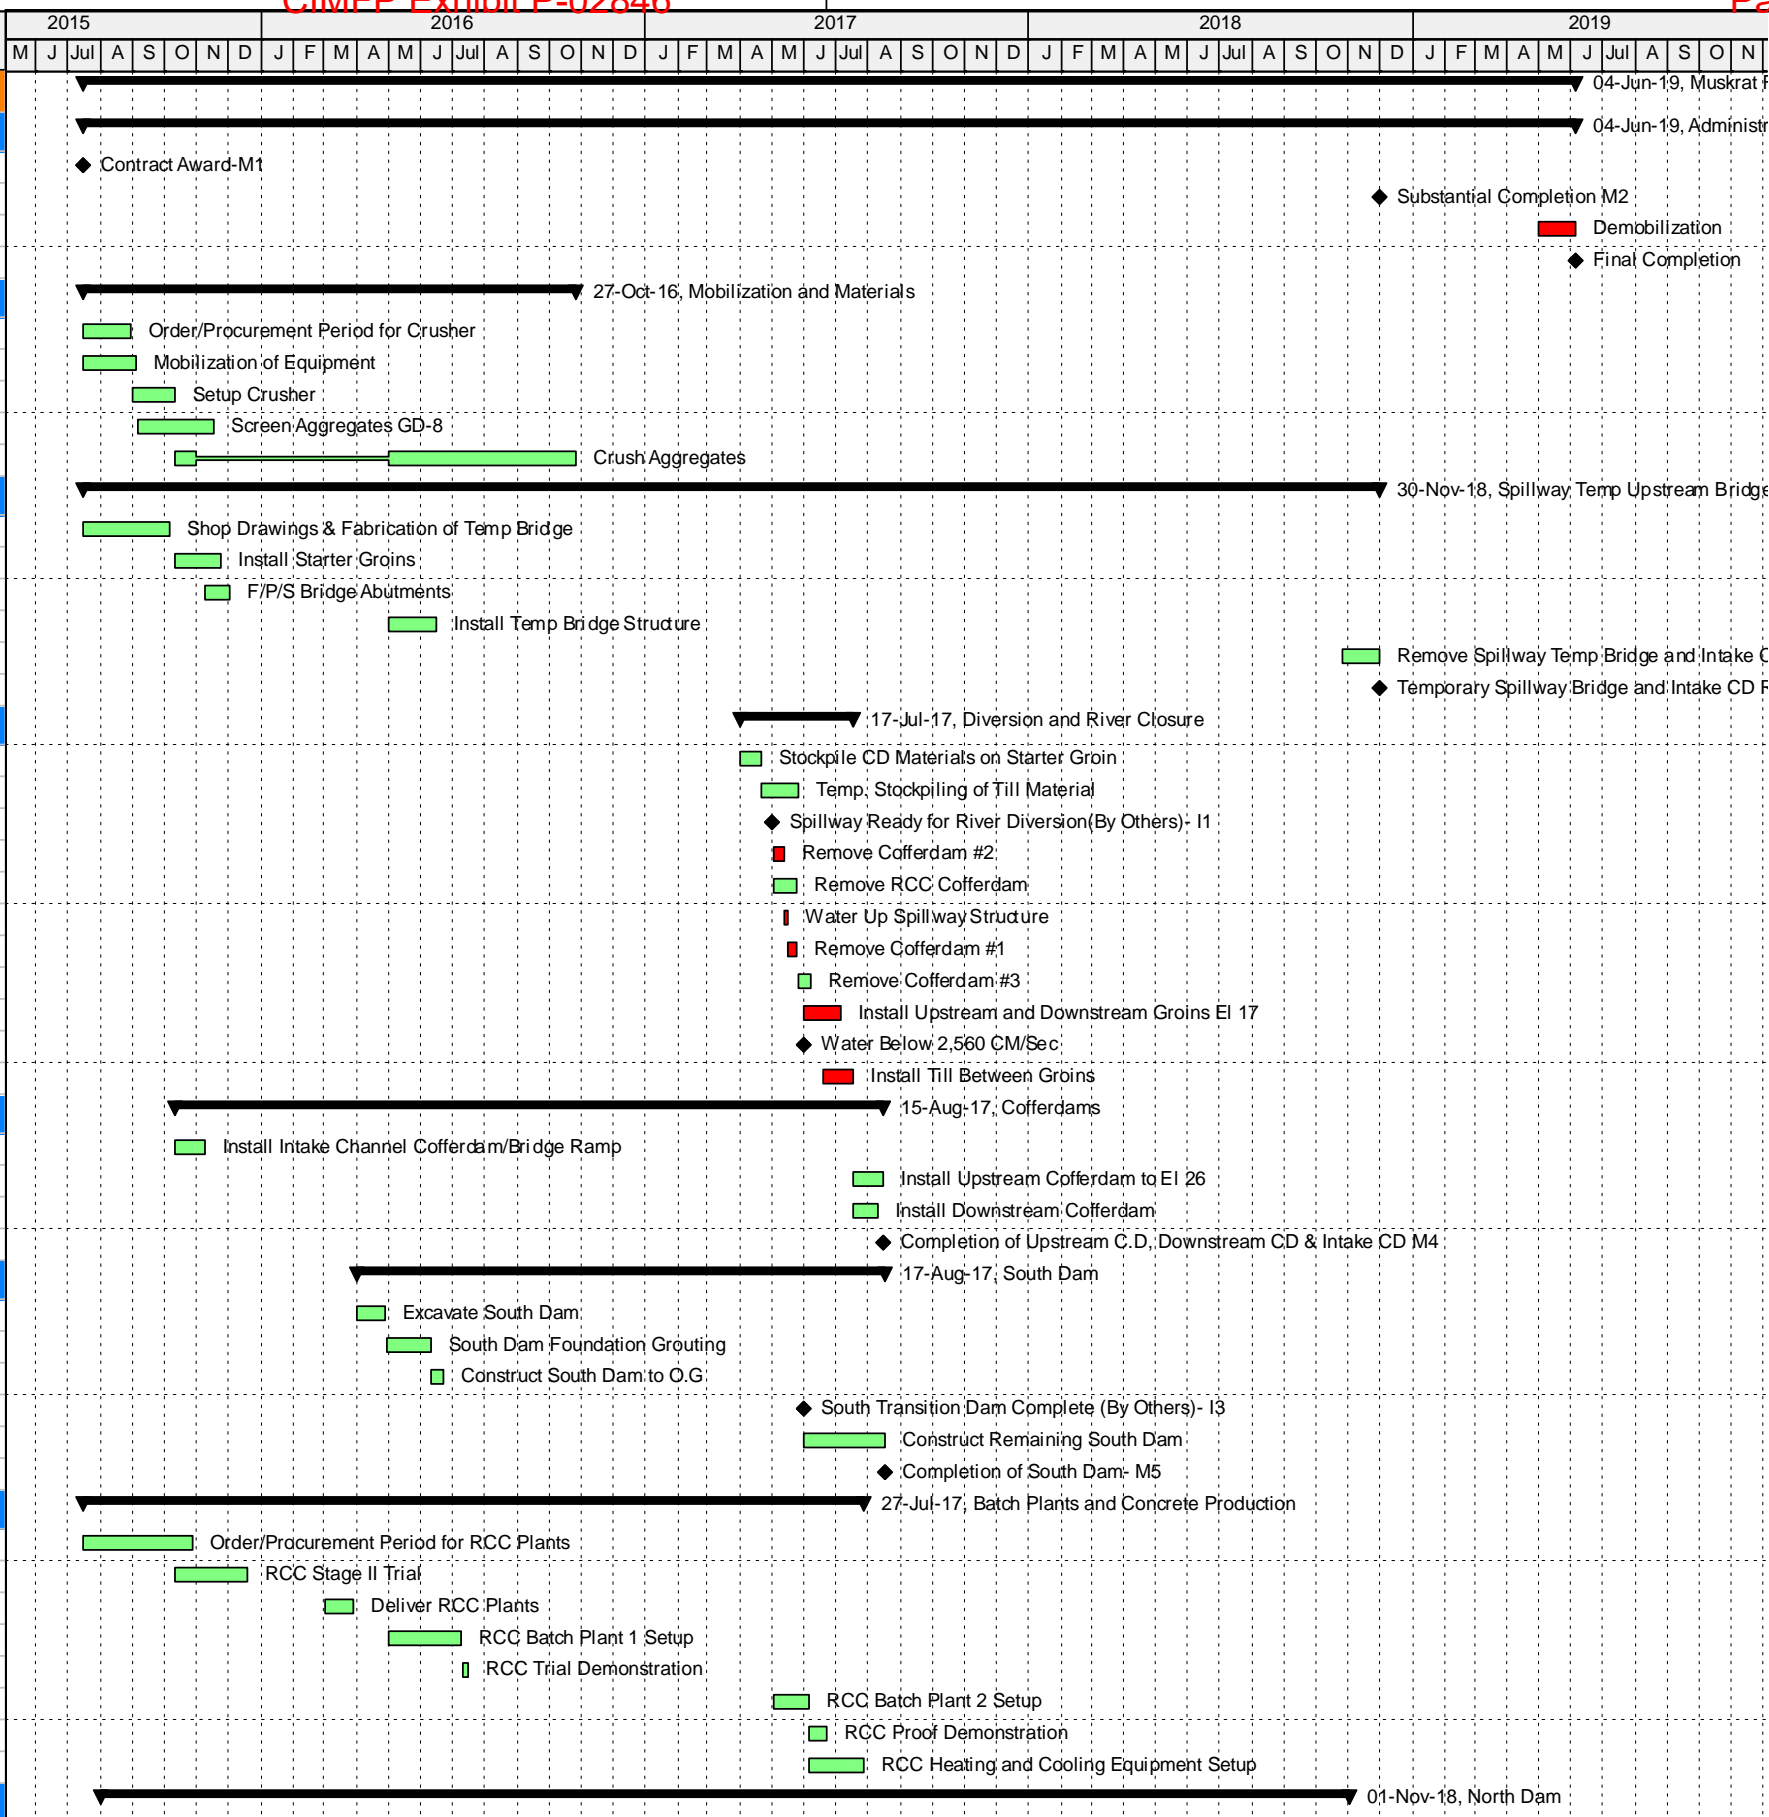 CIMFP Exhibit P-02846 Pa
2015 2016 2017 2018 2019
M J Jul A S O N D J F M A M J Jul A S O N D J F M A M J Jul A S O N D J F M A M J Jul A S O N D J F M A M J Jul A S O N
04-Jun-19, Muskrat F
04-Jun-19, Administr
Contract Award-M1
Substantial Completion M2
Demobilization
Final Completion
27-Oct-16, Mobilization and Materials
Order/Procurement Period for Crusher
Mobilization of Equipment
Setup Crusher
Screen Aggregates GD-8
Crush Aggregates
30-Nov-18, Spillway Temp Upstream Bridge
Shop Drawings & Fabrication of Temp Bridge
Install Starter Groins
F/P/S Bridge Abutments
Install Temp Bridge Structure
Remove Spillway Temp Bridge and Intake C
Temporary Spillway Bridge and Intake CD R
17-Jul-17, Diversion and River Closure
Stockpile CD Materials on Starter Groin
Temp. Stockpiling of Till Material
Spillway Ready for River Diversion(By Others)- I1
Remove Cofferdam #2
Remove RCC Cofferdam
Water Up Spillway Structure
Remove Cofferdam #1
Remove Cofferdam #3
Install Upstream and Downstream Groins El 17
Water Below 2,560 CM/Sec
Install Till Between Groins
15-Aug-17, Cofferdams
Install Intake Channel Cofferdam/Bridge Ramp
Install Upstream Cofferdam to El 26
Install Downstream Cofferdam
Completion of Upstream C.D, Downstream CD & Intake CD M4
17-Aug-17, South Dam
Excavate South Dam
South Dam Foundation Grouting
Construct South Dam to O.G
South Transition Dam Complete (By Others)- I3
Construct Remaining South Dam
Completion of South Dam- M5
27-Jul-17, Batch Plants and Concrete Production
Order/Procurement Period for RCC Plants
RCC Stage II Trial
Deliver RCC Plants
RCC Batch Plant 1 Setup
RCC Trial Demonstration
RCC Batch Plant 2 Setup
RCC Proof Demonstration
RCC Heating and Cooling Equipment Setup
01-Nov-18, North Dam